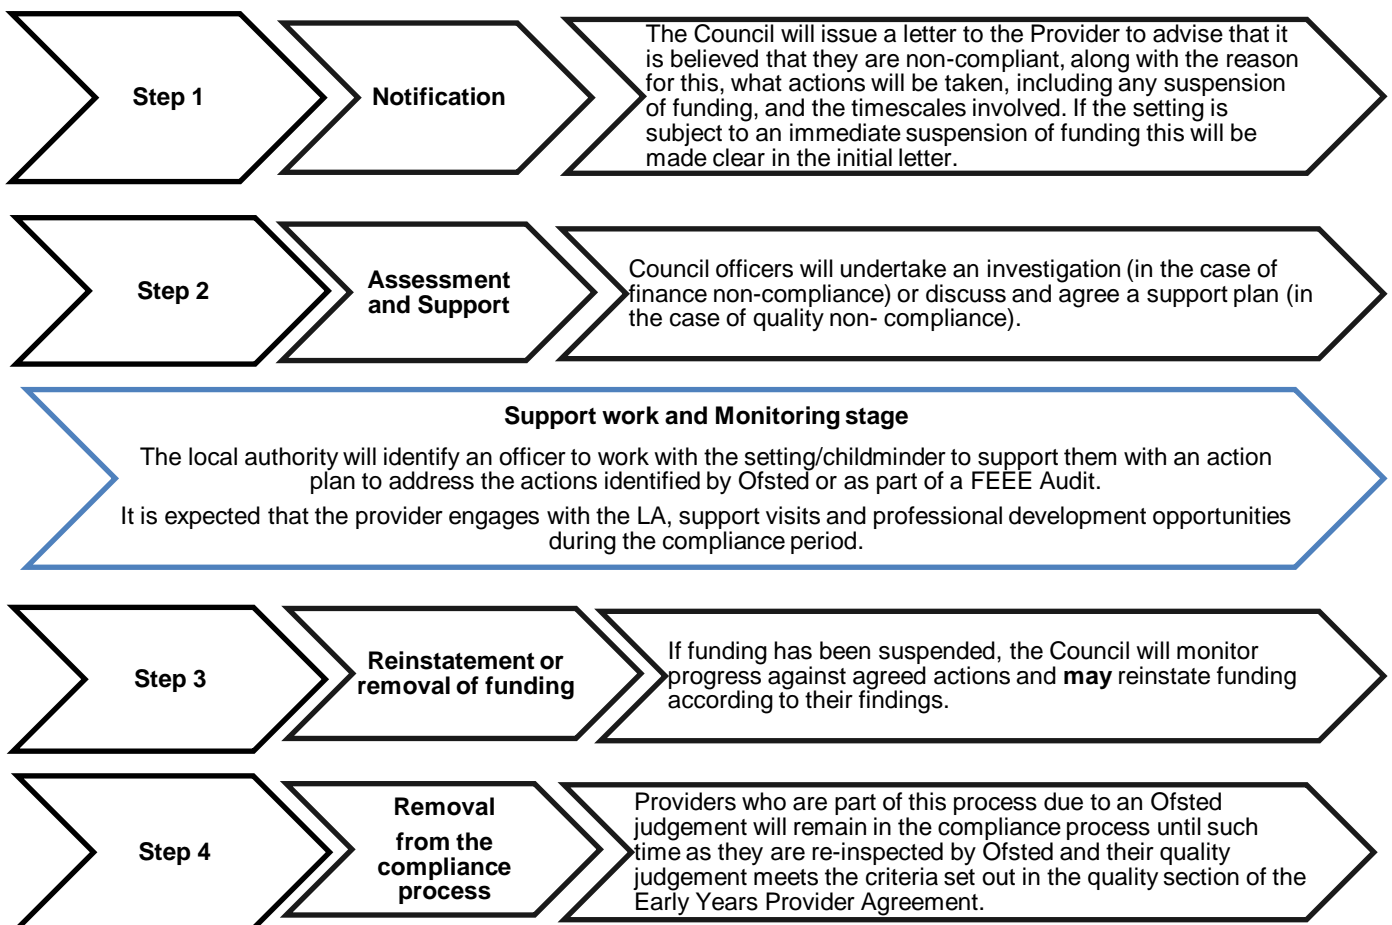 Step 1
Notification
The Council will issue a letter to the Provider to advise that it
is believed that they are non-compliant, along with the reason
for this, what actions will be taken, including any suspension
of funding, and the timescales involved. If the setting is
subject to an immediate suspension of funding this will be
made clear in the initial letter.
Step 2
Assessment
and Support
Council officers will undertake an investigation (in the case of
finance non-compliance) or discuss and agree a support plan (in
the case of quality non- compliance).
Support work and Monitoring stage
The local authority will identify an officer to work with the setting/childminder to support them with an action
plan to address the actions identified by Ofsted or as part of a FEEE Audit.
It is expected that the provider engages with the LA, support visits and professional development opportunities
during the compliance period.
Step 3
Reinstatement or
removal of funding
If funding has been suspended, the Council will monitor
progress against agreed actions and may reinstate funding
according to their findings.
Step 4
Removal
from the
compliance
process
Providers who are part of this process due to an Ofsted
judgement will remain in the compliance process until such
time as they are re-inspected by Ofsted and their quality
judgement meets the criteria set out in the quality section of the
Early Years Provider Agreement.